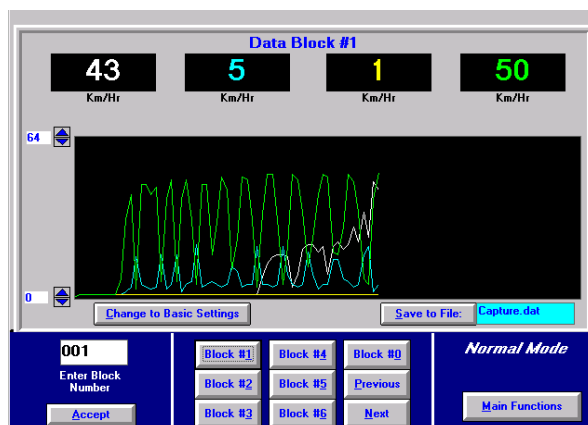 Data Block #1
43 5 1 50
Km/Hr Km/Hr Km/Hr Km/Hr
64
0
Change to Basic Settings Save to File: Capture.dat
001 Block #1 Block #4 Block #0 Normal Mode
Enter Block
Number
Block #2 Block #5 Previous
Accept Block #3 Block #6 Next Main Functions